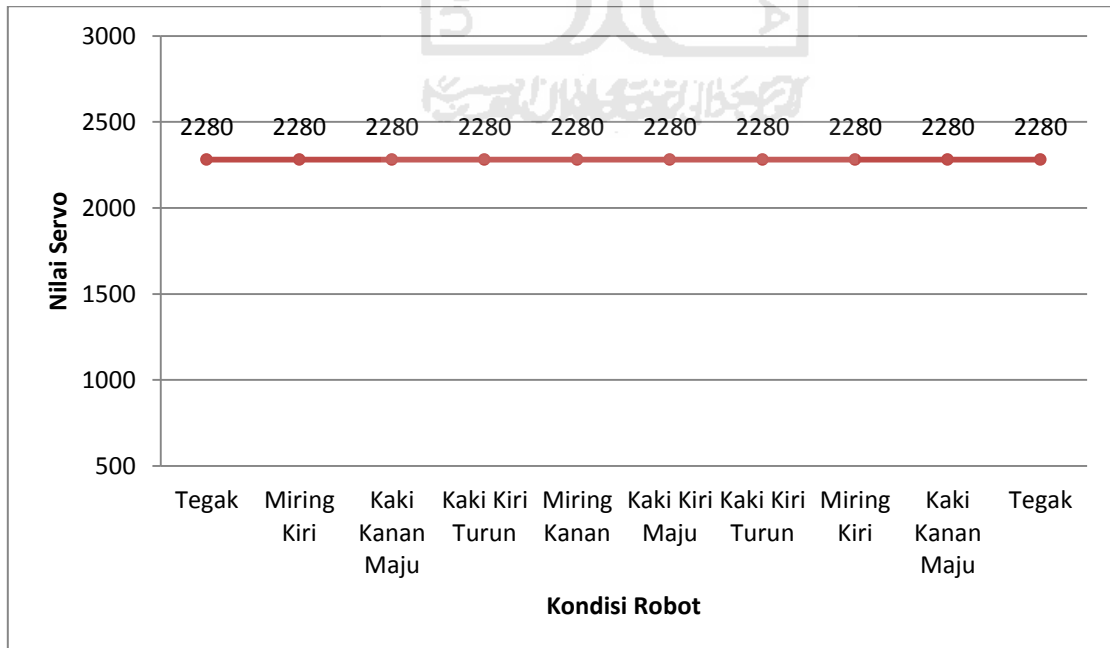 3000
2500
2000
1500
1000
500
2280 2280 2280 2280 2280 2280 2280 2280 2280 2280
Nilai Servo
Tegak Miring Kaki Kaki Kiri Miring Kaki Kiri Kaki Kiri Miring Kaki Tegak
Kiri Kanan Turun Kanan Maju Turun Kiri Kanan
Maju Maju
Kondisi Robot